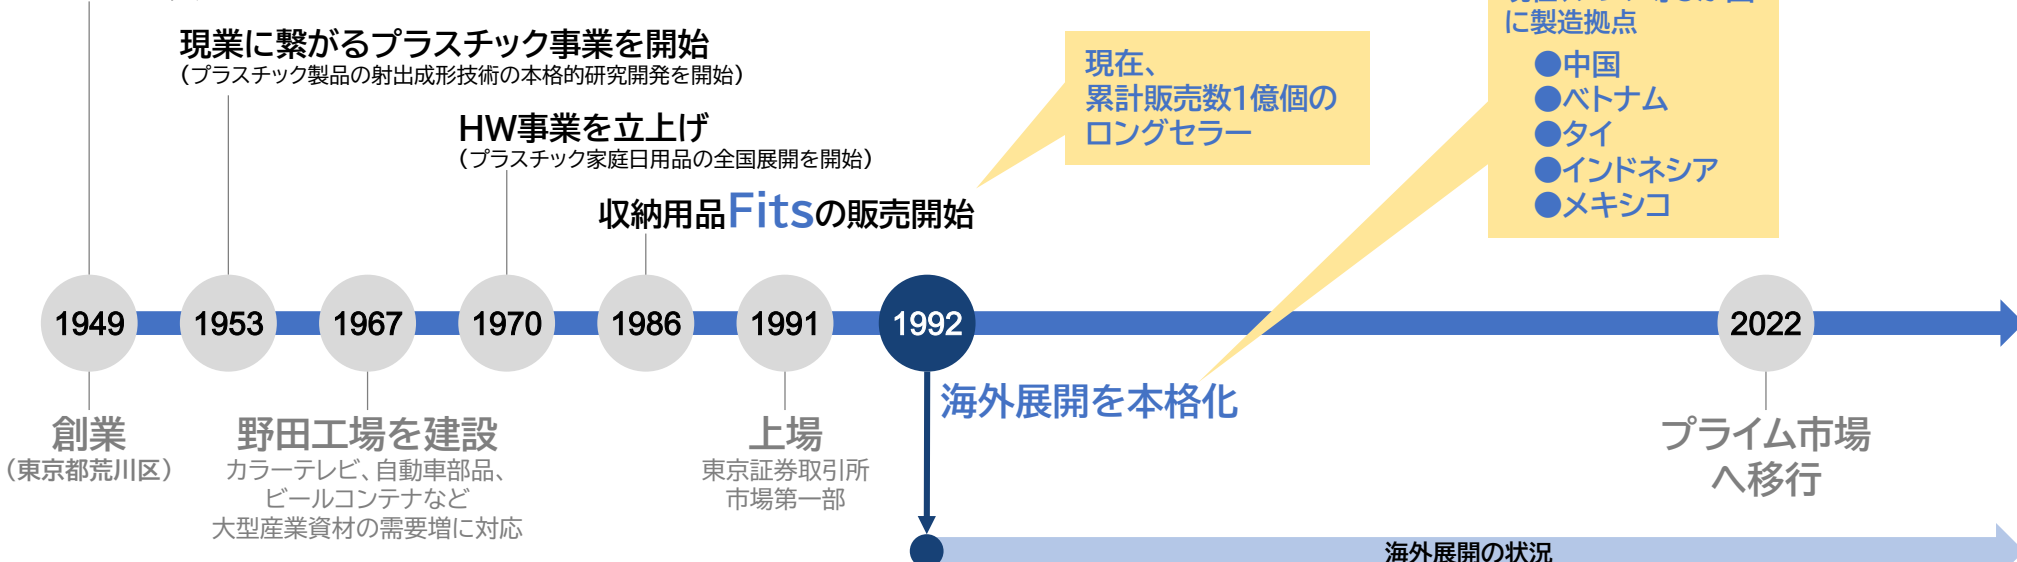 現業に繋がるプラスチック事業を開始
(プラスチック製品の射出成形技術の本格的研究開発を開始)
HW事業を立上げ
(プラスチック家庭日用品の全国展開を開始)
収納用品Fitsの販売開始
現在、
累計販売数1億個の
ロングセラー
に製造拠点
●中国
●ベトナム
●タイ
●インドネシア
●メキシコ
1949
1953
1967
1970
1986
1991
1992
2022
創業
(東京都荒川区)
野田工場を建設
カラーテレビ、自動車部品、
ビールコンテナなど
大型産業資材の需要増に対応
上場
東京証券取引所
市場第一部
海外展開を本格化
プライム市場
へ移行
海外展開の状況